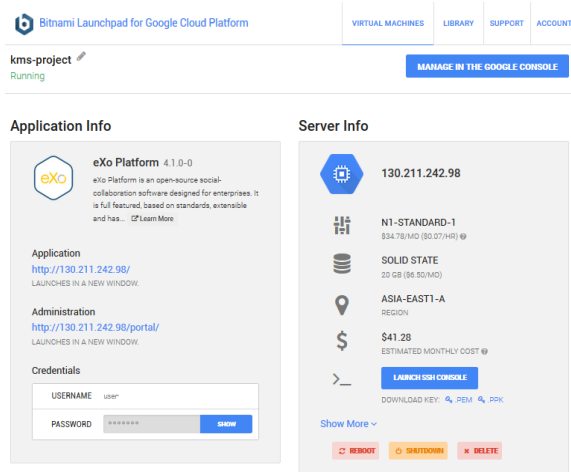 Bitnami Launchpad for Google Cloud Platform
VIRTUAL MACHINES
LIBRARY
SUPPORT
ACCOUNT
kms-project
Running
MANAGE IN THE GOOGLE CONSOLE
Application Info
eXo
eXo Platform 4.1.0-0
eXo Platform is an open-source social-
collaboration software designed for enterprises. It
is full featured, based on standards, extensible
and has... Learn More
Application
http://130.211.242.98/
LAUNCHES IN A NEW WINDOW.
Administration
http://130.211.242.98/portal/
LAUNCHES IN A NEW WINDOW.
Credentials
USERNAME user
PASSWORD ******* SHOW
Server Info
130.211.242.98
N1-STANDARD-1
$34.78/MO ($0.07/HR)
SOLID STATE
20 GB ($6.50/MO)
ASIA-EAST1-A
REGION
$ $41.28
ESTIMATED MONTHLY COST
>_ LAUNCH SSH CONSOLE
DOWNLOAD KEY: .PEM .PPK
Show More
REBOOT
SHUTDOWN
DELETE